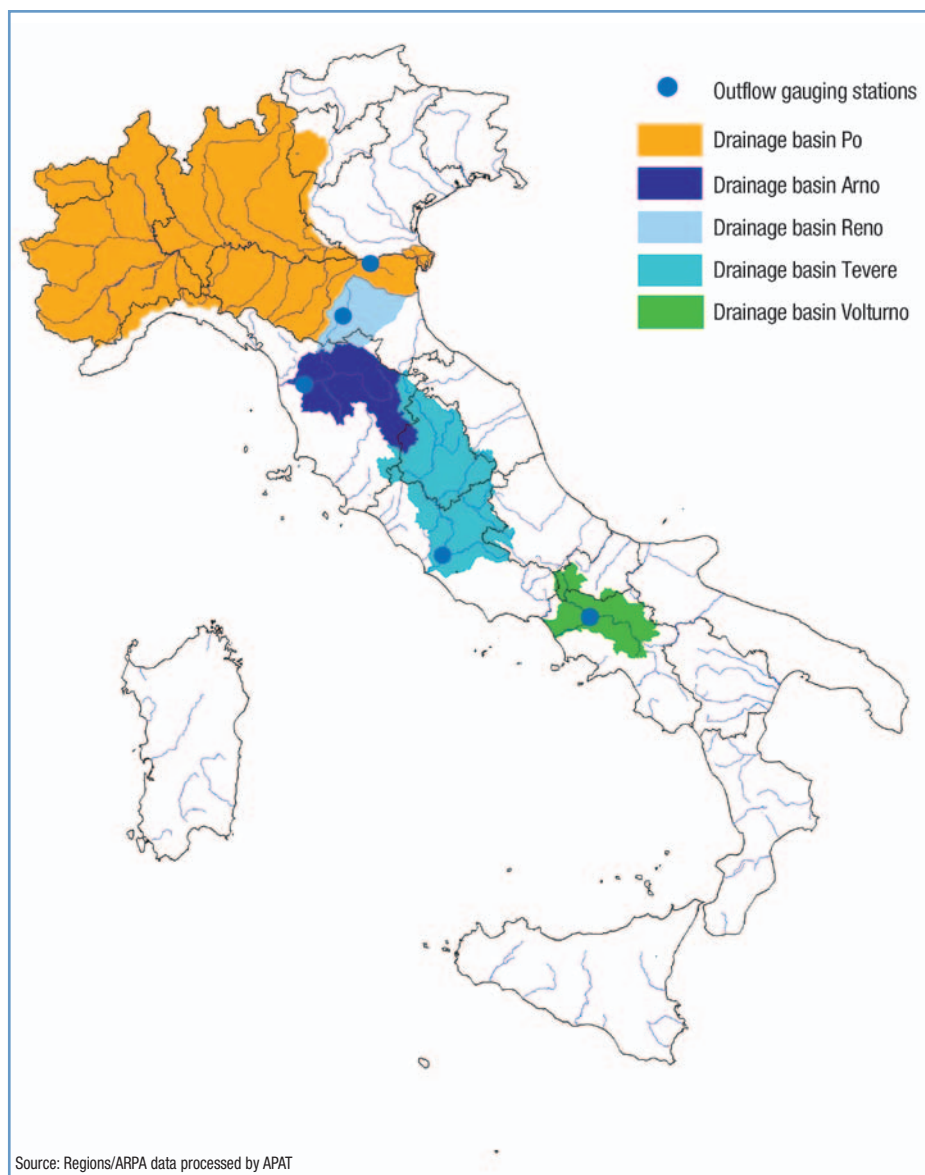 Outflow gauging stations
Drainage basin Po
Drainage basin Arno
Drainage basin Reno
Drainage basin Tevere
Drainage basin Volturno
Source: Regions/ARPA data processed by APAT